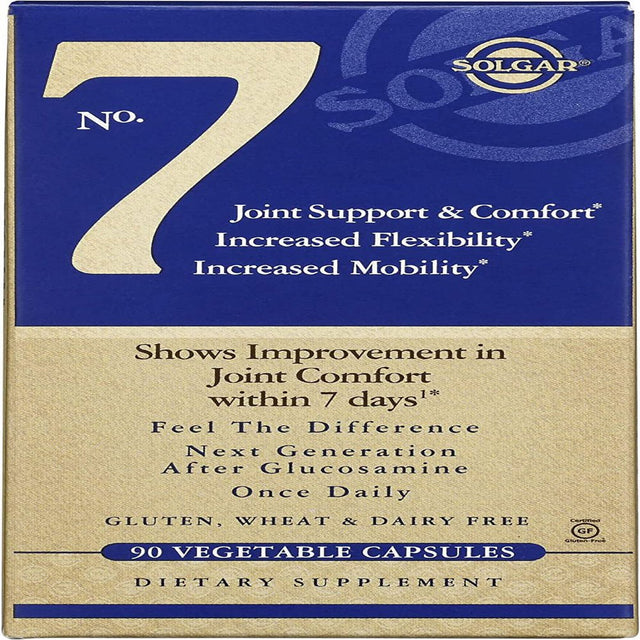 SOLGAR®
No. 7
Joint Support & Comfort*
Increased Flexibility*
Increased Mobility*
Shows Improvement in
Joint Comfort
within 7 days¹*
Feel The Difference
Next Generation
After Glucosamine
Once Daily
GLUTEN, WHEAT & DAIRY FREE
Certified
GF
Gluten-Free
90 VEGETABLE CAPSULES
DIETARY SUPPLEMENT